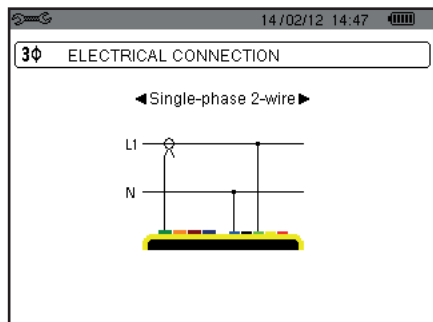 14/02/12 14:47
3Φ ELECTRICAL CONNECTION
◄Single-phase 2-wire►
L1
N